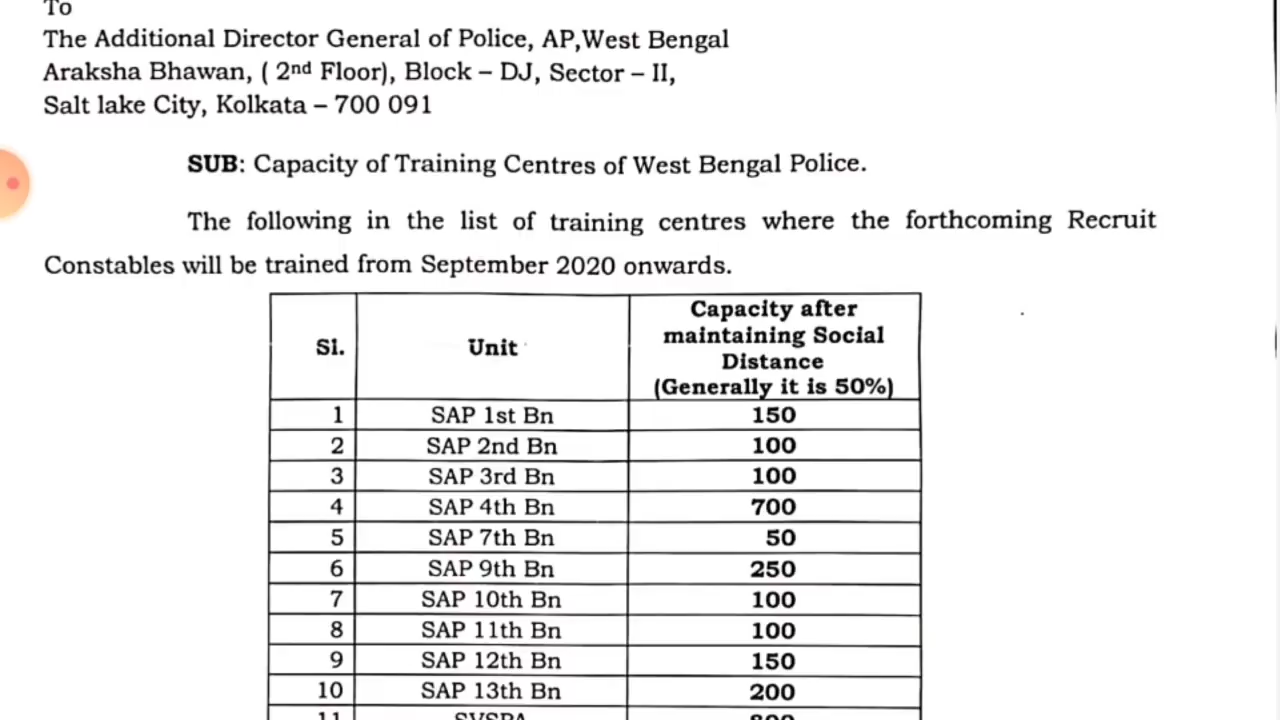 To
The Additional Director General of Police, AP,West Bengal
Araksha Bhawan, ( 2nd Floor), Block – DJ, Sector – II,
Salt lake City, Kolkata – 700 091
SUB: Capacity of Training Centres of West Bengal Police.
The following in the list of training centres where the forthcoming Recruit
Constables will be trained from September 2020 onwards.
Sl. Unit Capacity after
maintaining Social
Distance
(Generally it is 50%)
1 SAP 1st Bn 150
2 SAP 2nd Bn 100
3 SAP 3rd Bn 100
4 SAP 4th Bn 700
5 SAP 7th Bn 50
6 SAP 9th Bn 250
7 SAP 10th Bn 100
8 SAP 11th Bn 100
9 SAP 12th Bn 150
10 SAP 13th Bn 200
11